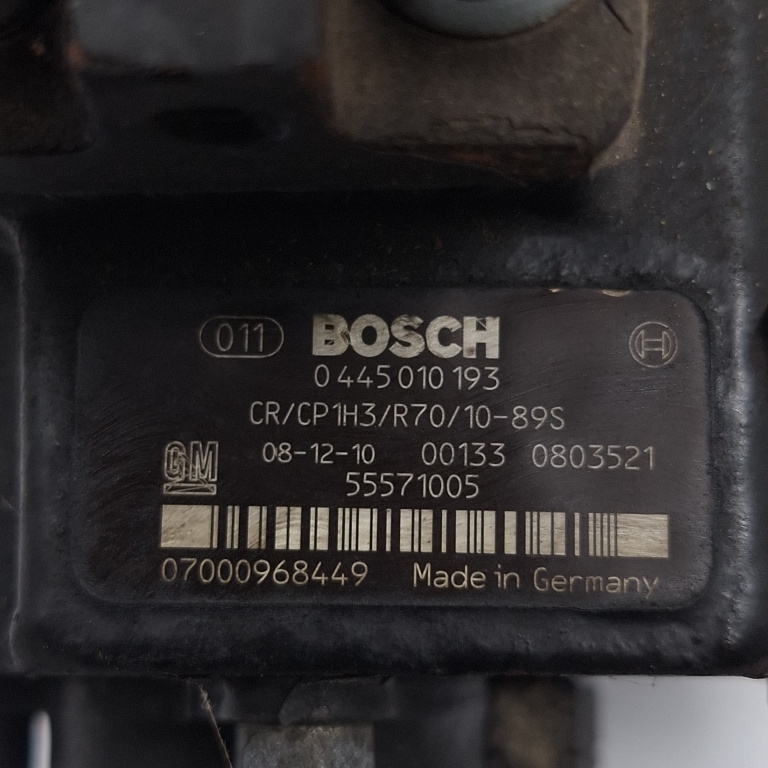 011 BOSCH
0 445 010 193
CR/CP1H3/R70/10-89S
GM 08-12-10 00133 0803521
55571005
07000968449 Made in Germany